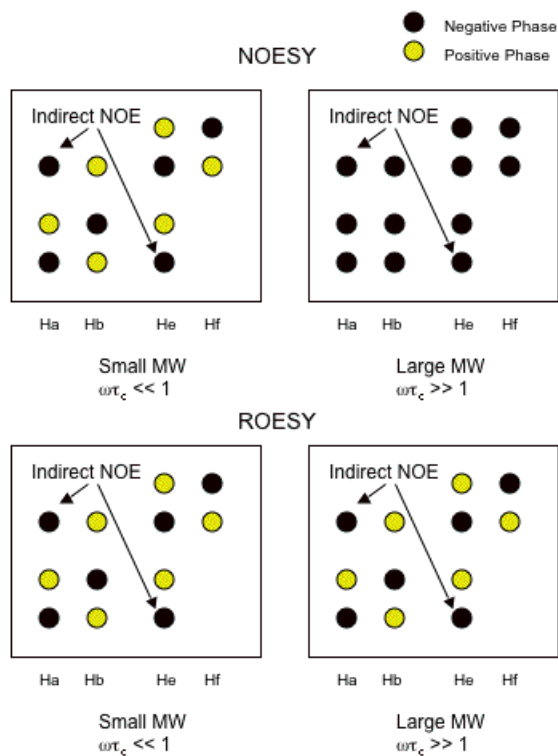 Negative Phase
Positive Phase
NOESY
Indirect NOE
Ha Hb He Hf
Small MW
ωτc << 1
Indirect NOE
Ha Hb He Hf
Large MW
ωτc >> 1
ROESY
Indirect NOE
Ha Hb He Hf
Small MW
ωτc << 1
Indirect NOE
Ha Hb He Hf
Large MW
ωτc >> 1